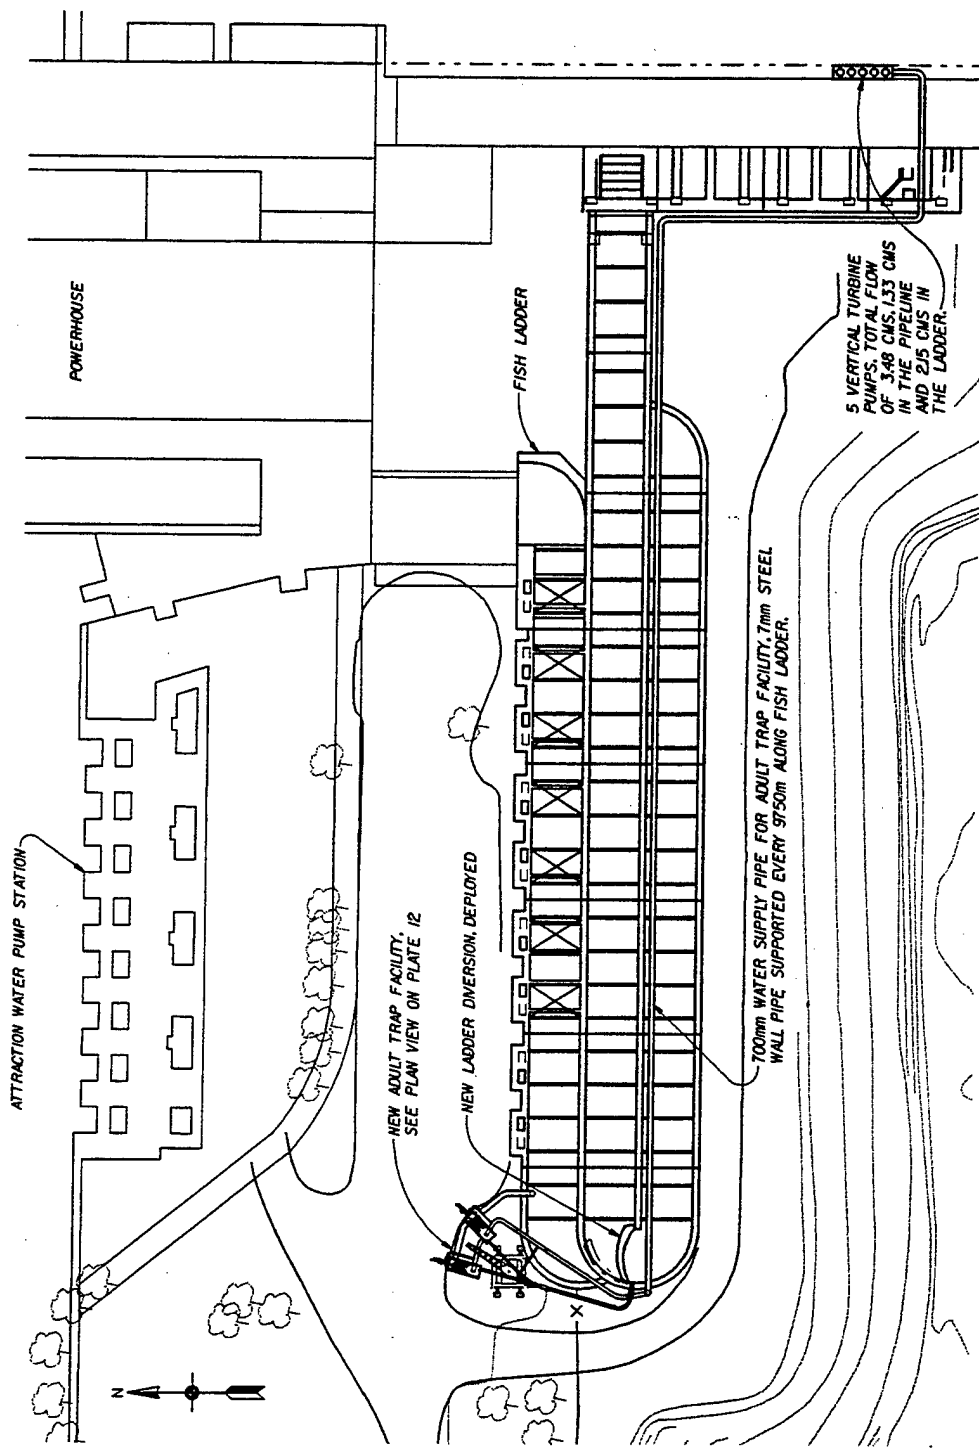 ATTRACTION WATER PUMP STATION
POWERHOUSE
FISH LADDER
NEW ADULT TRAP FACILITY,
SEE PLAN VIEW ON PLATE 12
NEW LADDER DIVERSION, DEPLOYED
5 VERTICAL TURBINE
PUMPS. TOTAL FLOW
OF 3.48 CMS, 1.33 CMS
IN THE PIPELINE
AND 2.15 CMS IN
THE LADDER.
700mm WATER SUPPLY PIPE FOR ADULT TRAP FACILITY, 7mm STEEL
WALL PIPE, SUPPORTED EVERY 9750m ALONG FISH LADDER.
N
X